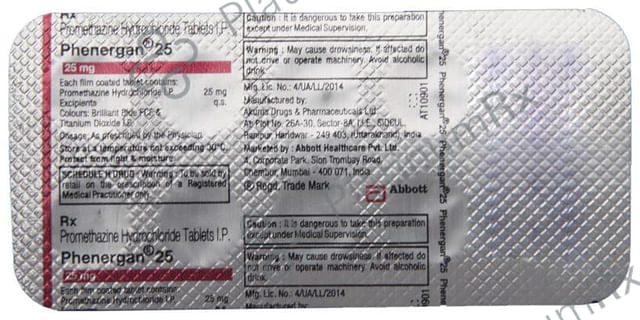 Rx
Promethazine Hydrochloride Tablets I.P.
Phenergan® 25
25 mg
Each film coated tablet contains:
Promethazine Hydrochloride I.P. 25 mg
Excipients q.s.
Colours: Brilliant Blue FCF &
Titanium Dioxide I.P.
Dosage: As prescribed by the Physician.
Store at a temperature not exceeding 30°C.
Protect from light & moisture.
SCHEDULE H DRUG : Warning : To be sold by
retail on the prescription of a Registered
Medical Practitioner only.
Rx
Promethazine Hydrochloride Tablets I.P.
Phenergan® 25
25 mg
Each film coated tablet contains:
Promethazine Hydrochloride I.P. 25 mg
Caution : It is dangerous to take this preparation
except under Medical Supervision.
Warning : May cause drowsiness. If affected do
not drive or operate machinery. Avoid alcoholic
drink.
Mfg. Lic. No.: 4/UA/LL/2014
Manufactured by:
Akums Drugs & Pharmaceuticals Ltd.
At: Plot No. 26A-30, Sector-8A, I.I.E., SIDCUL,
Ranipur, Haridwar - 249 403, (Uttarakhand), India
Marketed by : Abbott Healthcare Pvt. Ltd.
4, Corporate Park, Sion Trombay Road,
Chembur, Mumbai - 400 071, India
® Regd. Trade Mark
Abbott
Caution : It is dangerous to take this preparation
except under Medical Supervision.
Warning : May cause drowsiness. If affected do
not drive or operate machinery. Avoid alcoholic
drink.
Mfg. Lic. No.: 4/UA/LL/2014
Phenergan® 25 Phenergan® 25 Phenergan® 25 Phenergan® 25